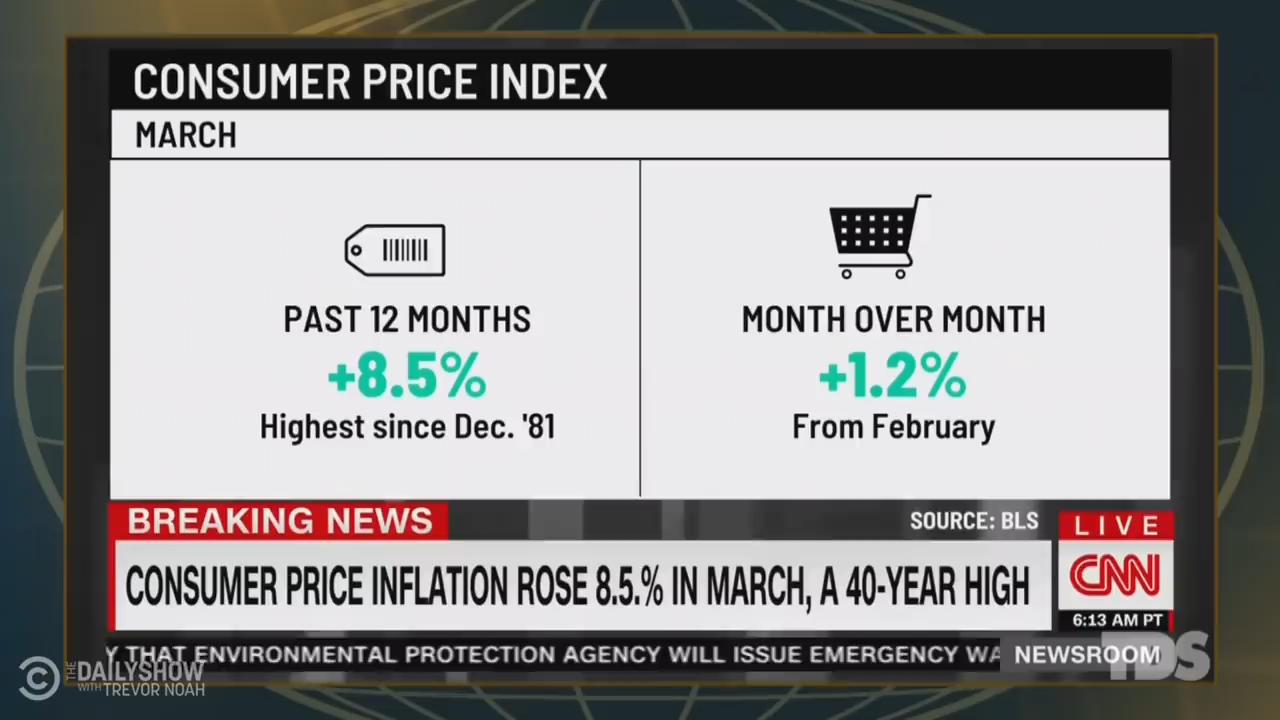 CONSUMER PRICE INDEX
MARCH
PAST 12 MONTHS
+8.5%
Highest since Dec. '81
MONTH OVER MONTH
+1.2%
From February
BREAKING NEWS
SOURCE: BLS
LIVE
CONSUMER PRICE INFLATION ROSE 8.5.% IN MARCH, A 40-YEAR HIGH
CNN
6:13 AM PT
Y THAT ENVIRONMENTAL PROTECTION AGENCY WILL ISSUE EMERGENCY WA
NEWSROOM
TDS
THE
DAILYSHOW
WITH TREVOR NOAH